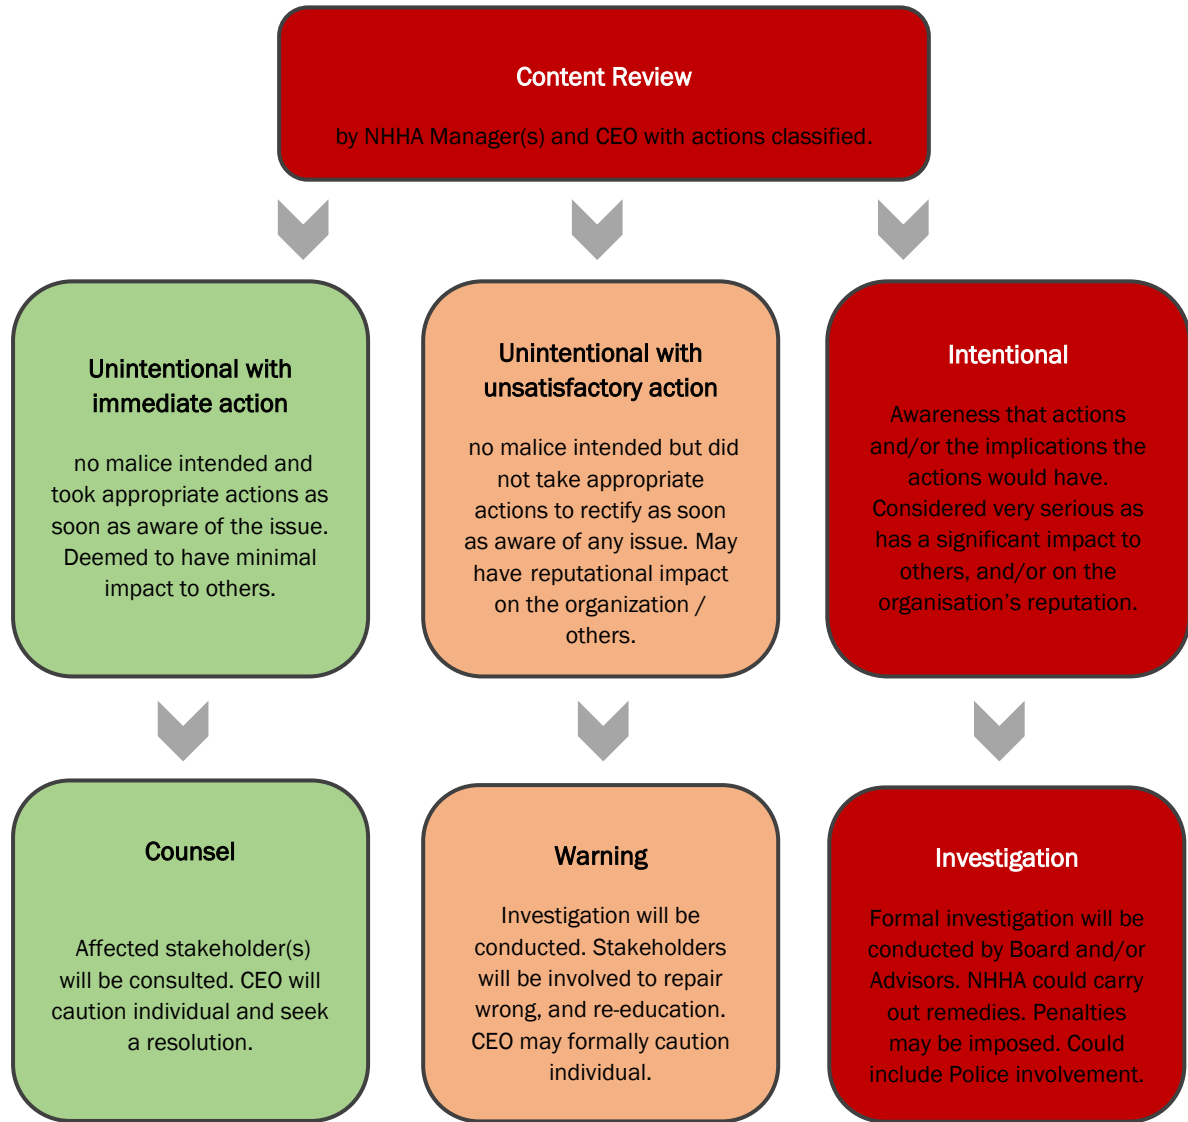 Content Review
by NHHA Manager(s) and CEO with actions classified.
Unintentional with
immediate action
no malice intended and
took appropriate actions as
soon as aware of the issue.
Deemed to have minimal
impact to others.
Unintentional with
unsatisfactory action
no malice intended but did
not take appropriate
actions to rectify as soon
as aware of any issue. May
have reputational impact
on the organization /
others.
Intentional
Awareness that actions
and/or the implications the
actions would have.
Considered very serious as
has a significant impact to
others, and/or on the
organisation's reputation.
Counsel
Affected stakeholder(s)
will be consulted. CEO will
caution individual and seek
a resolution.
Warning
Investigation will be
conducted. Stakeholders
will be involved to repair
wrong, and re-education.
CEO may formally caution
individual.
Investigation
Formal investigation will be
conducted by Board and/or
Advisors. NHHA could carry
out remedies. Penalties
may be imposed. Could
include Police involvement.